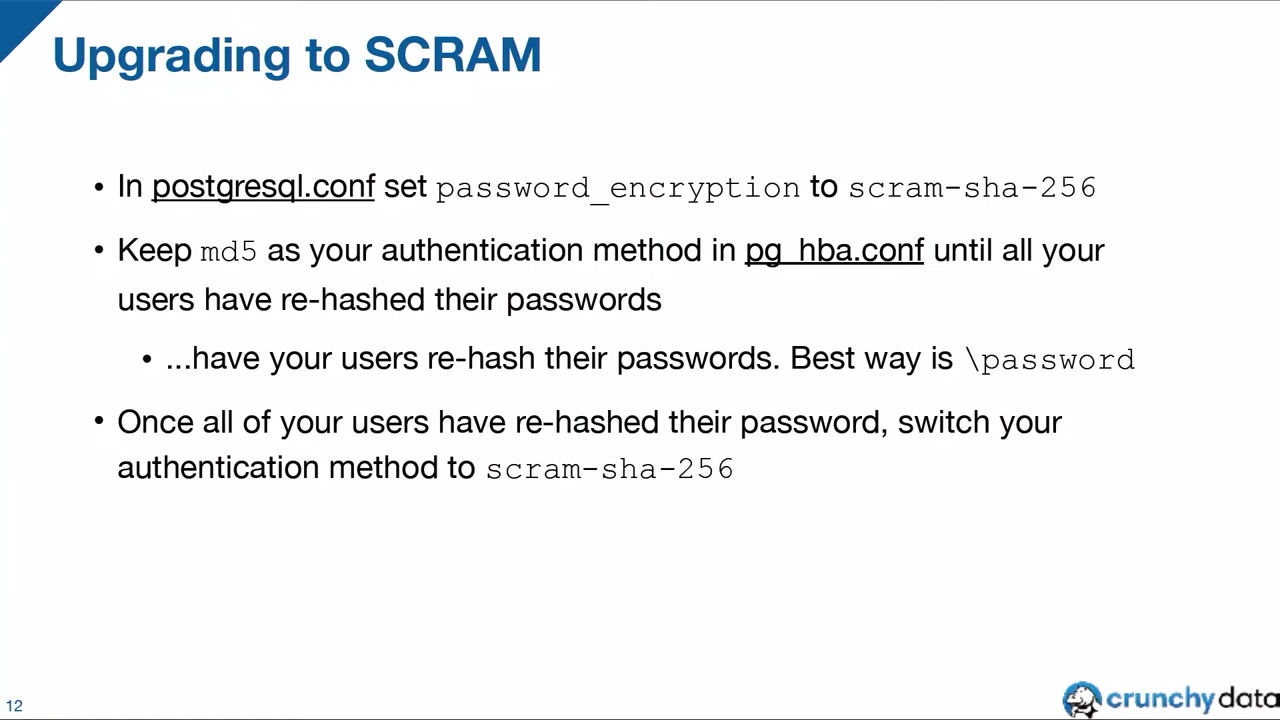 Upgrading to SCRAM
• In postgresql.conf set password_encryption to scram-sha-256
• Keep md5 as your authentication method in pg_hba.conf until all your
users have re-hashed their passwords
• ...have your users re-hash their passwords. Best way is \password
• Once all of your users have re-hashed their password, switch your
authentication method to scram-sha-256
12
crunchydata